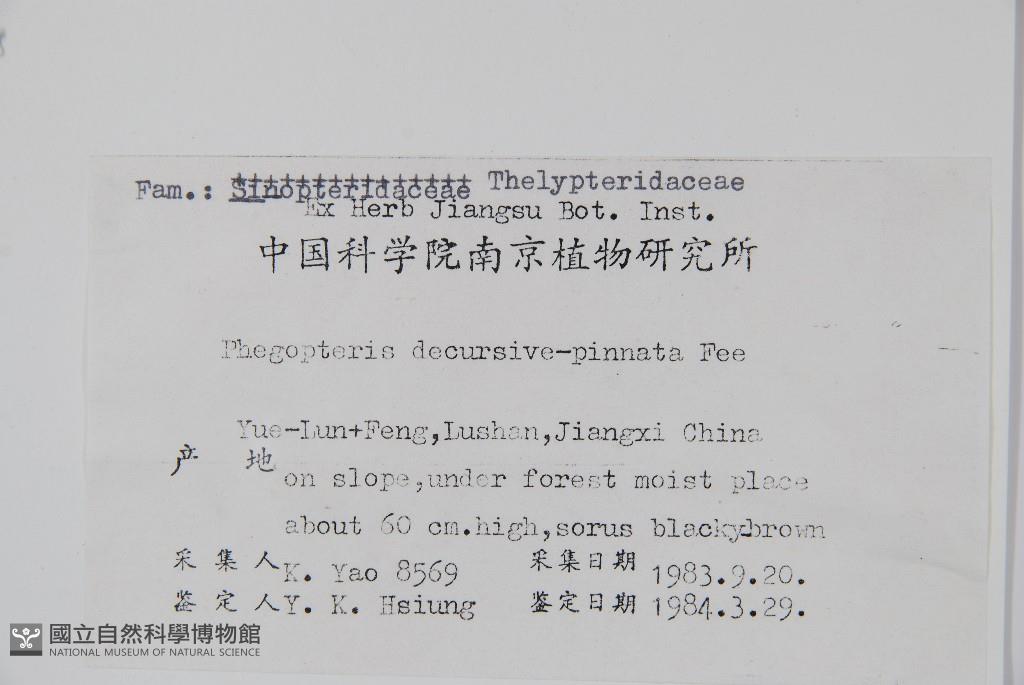 Fam.: Sinopteridaceae Thelypteridaceae
Ex Herb Jiangsu Bot. Inst.
中国科学院南京植物研究所
Phegopteris decursive-pinnata Fee
Yue-Lun+Feng,Lushan,Jiangxi China
产 地
on slope,under forest moist place
about 60 cm.high,sorus blacky-brown
采 集 人 K. Yao 8569 采集日期 1983.9.20.
鉴 定 人 Y. K. Hsiung 鉴定日期 1984.3.29.
國立自然科學博物館
NATIONAL MUSEUM OF NATURAL SCIENCE